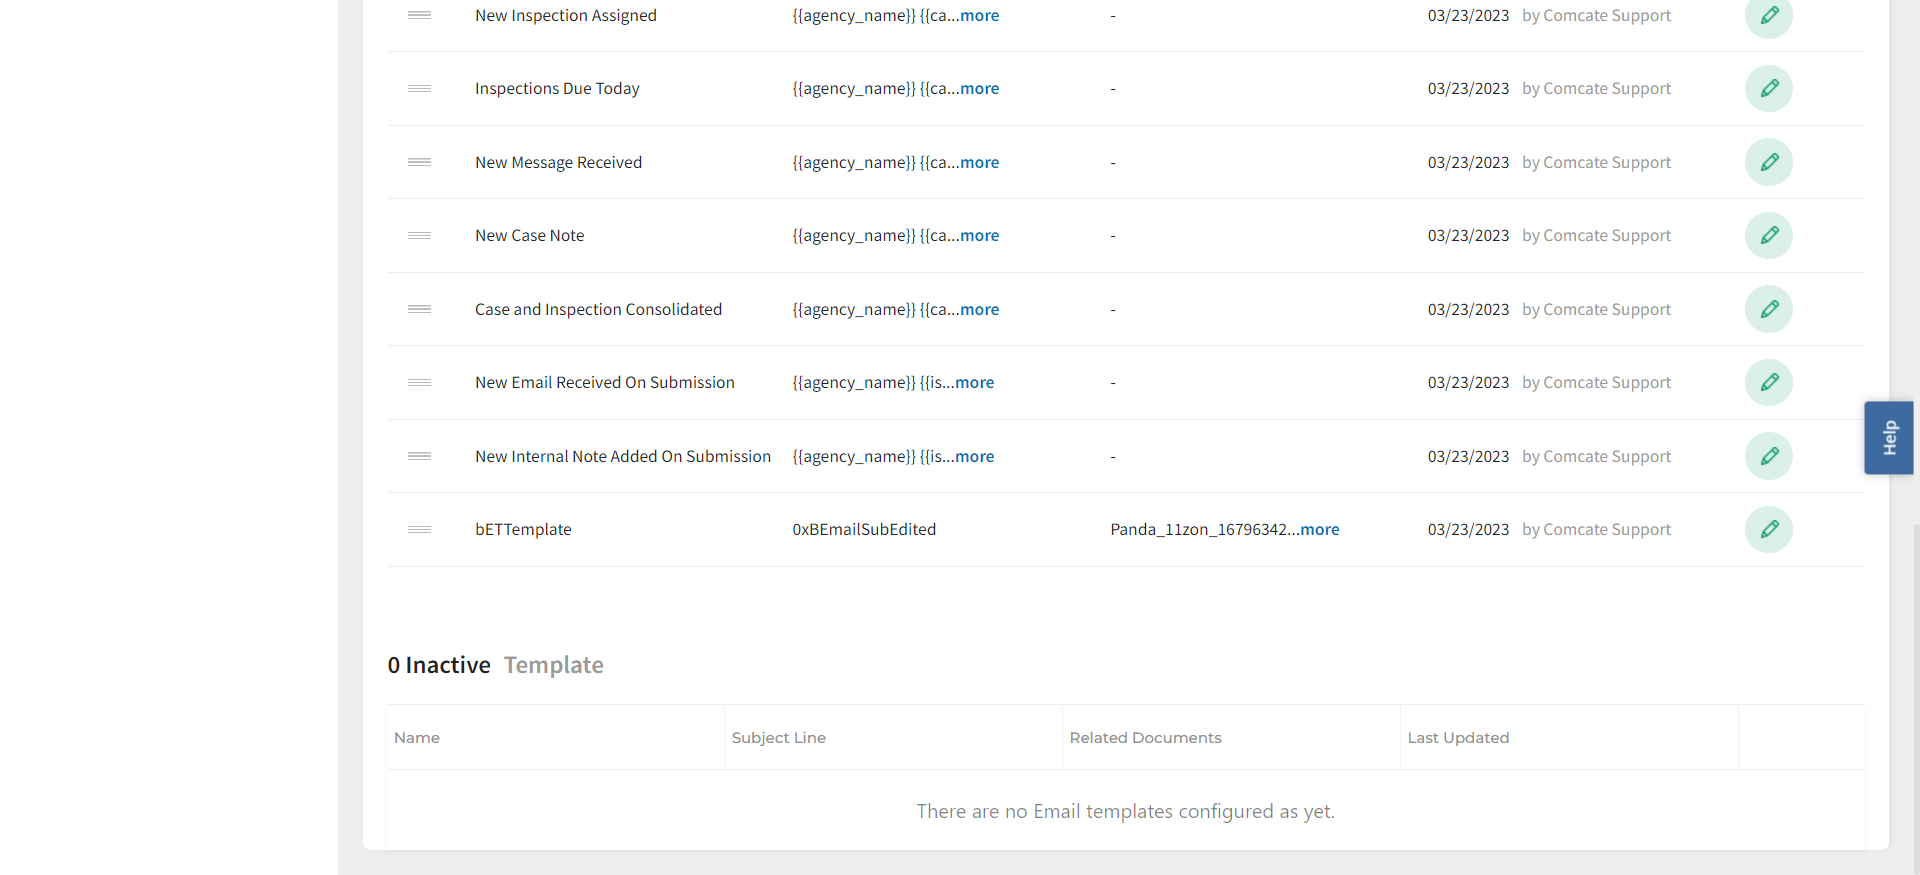 New Inspection Assigned {{agency_name}} {{ca...more - 03/23/2023 by Comcate Support
Inspections Due Today {{agency_name}} {{ca...more - 03/23/2023 by Comcate Support
New Message Received {{agency_name}} {{ca...more - 03/23/2023 by Comcate Support
New Case Note {{agency_name}} {{ca...more - 03/23/2023 by Comcate Support
Case and Inspection Consolidated {{agency_name}} {{ca...more - 03/23/2023 by Comcate Support
New Email Received On Submission {{agency_name}} {{is...more - 03/23/2023 by Comcate Support
Help
New Internal Note Added On Submission {{agency_name}} {{is...more - 03/23/2023 by Comcate Support
bETTemplate 0xBEmailSubEdited Panda_11zon_16796342...more 03/23/2023 by Comcate Support
0 Inactive Template
Name Subject Line Related Documents Last Updated
There are no Email templates configured as yet.